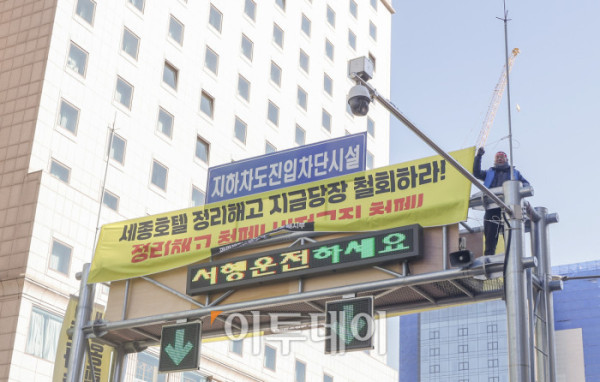 지하차도진입차단시설
세종호텔 정리해고 지금당장 철회하라!
정리해고 철폐!
서행운전하세요
이투데이